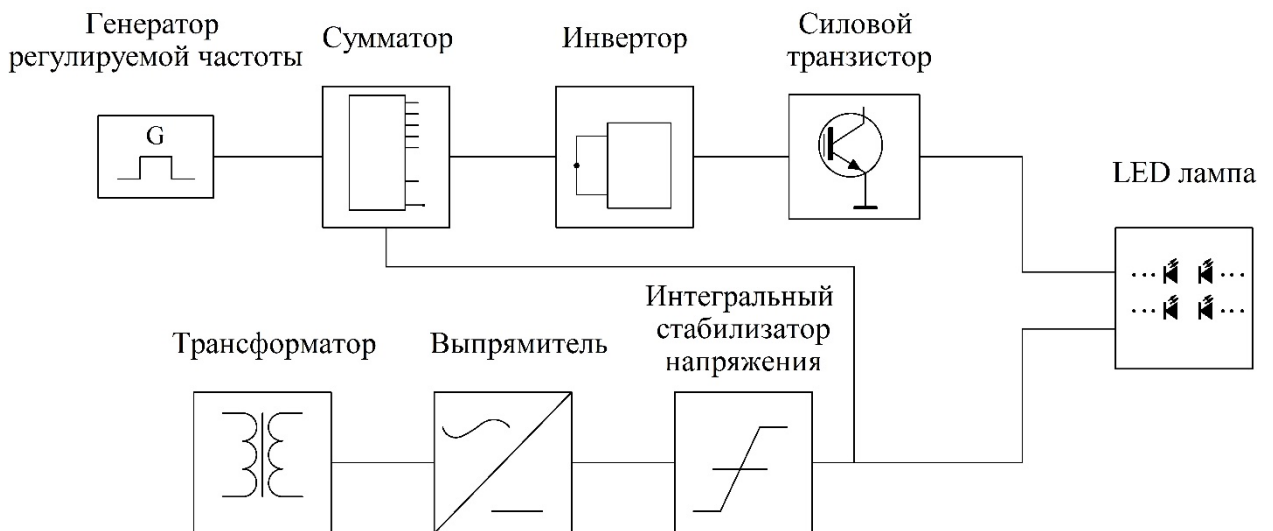 Генератор
регулируемой частоты
Сумматор
Инвертор
Силовой
транзистор
G
LED лампа
Интегральный
стабилизатор
напряжения
Трансформатор
Выпрямитель